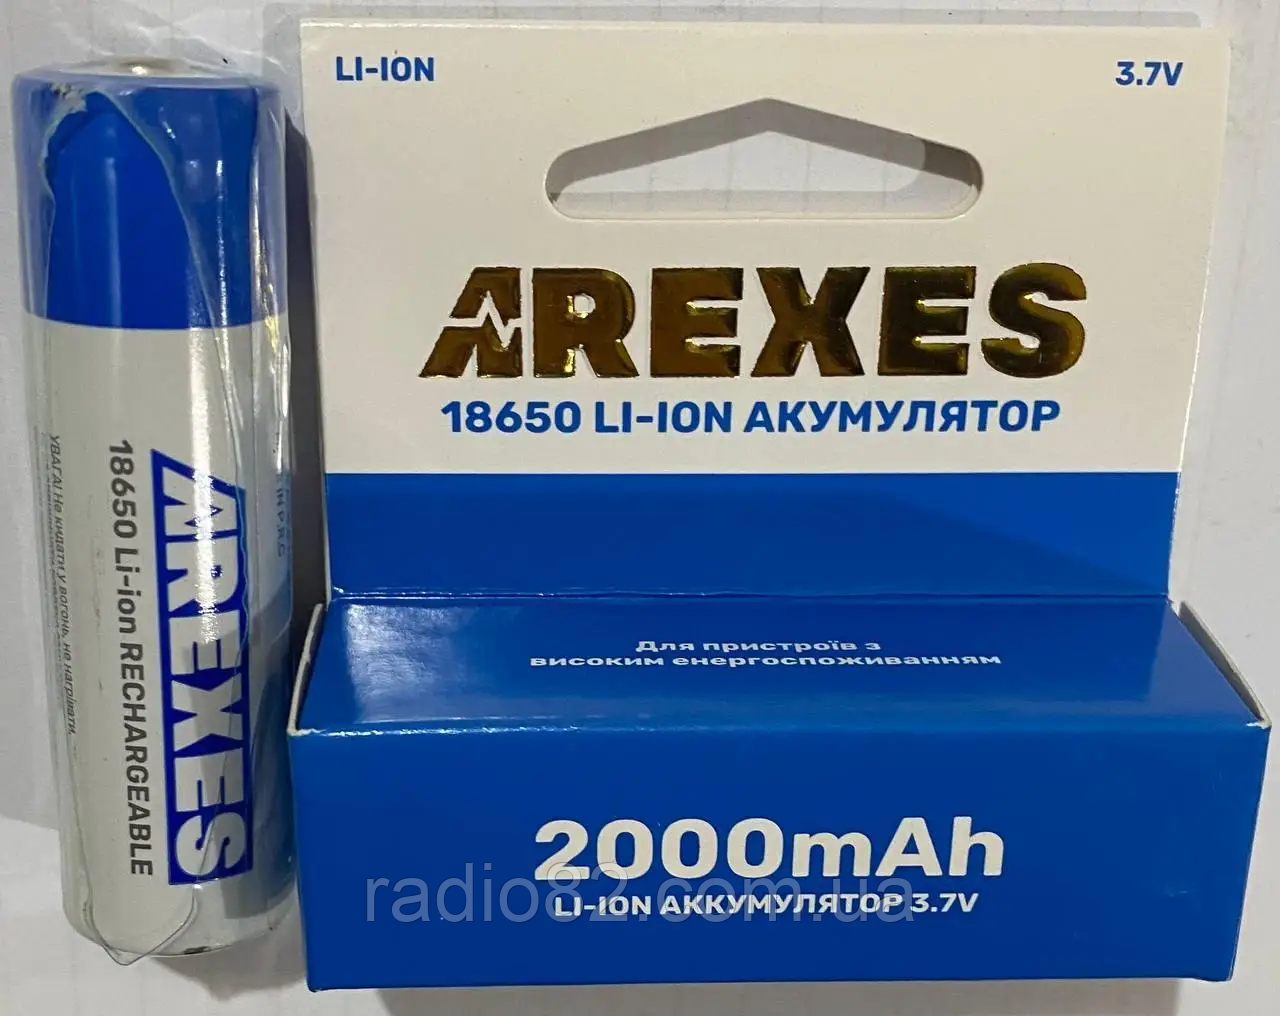 LI-ION
3.7V
AREXES
18650 LI-ION АКУМУЛЯТОР
Для пристроїв з
високим енергоспоживанням
2000mAh
LI-ION АККУМУЛЯТОР 3.7V
radio82.com.ua
AREXES
18650 Li-ion RECHARGEABLE
УВАГА! Не кидати у вогонь, не нагрівати,
IN P.R.C